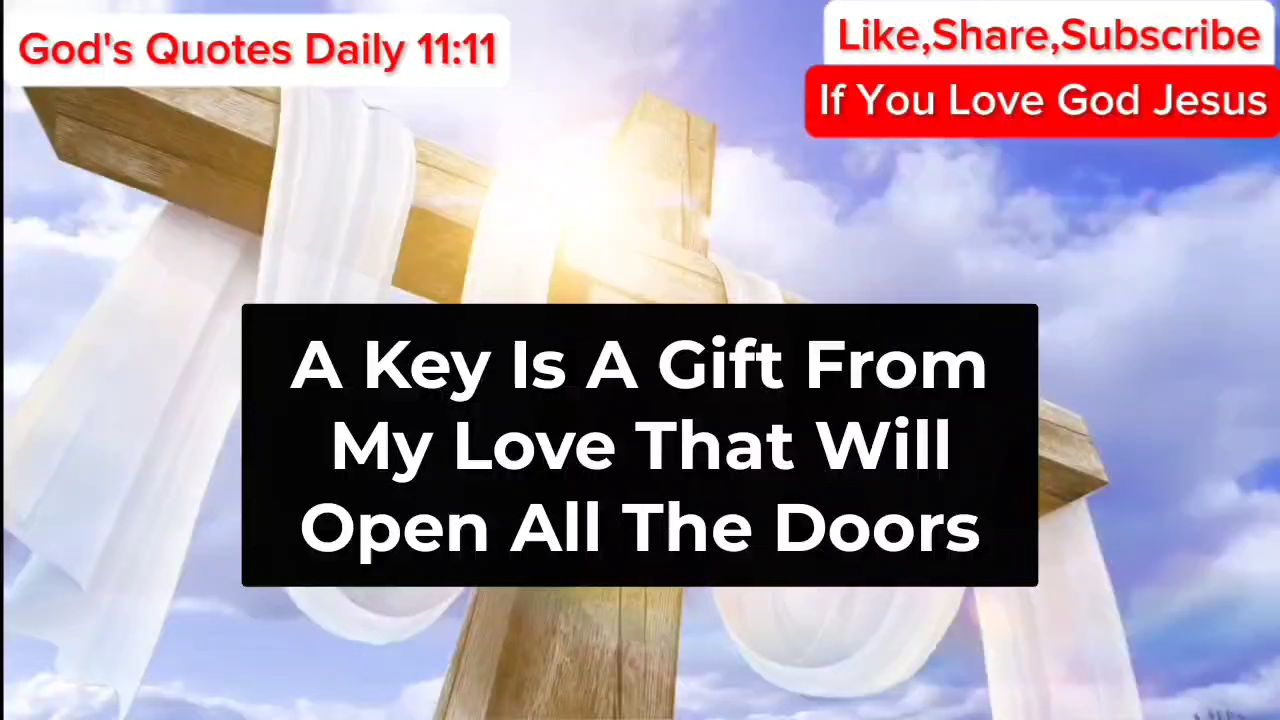 God's Quotes Daily 11:11
Like,Share,Subscribe
If You Love God Jesus
A Key Is A Gift From
My Love That Will
Open All The Doors